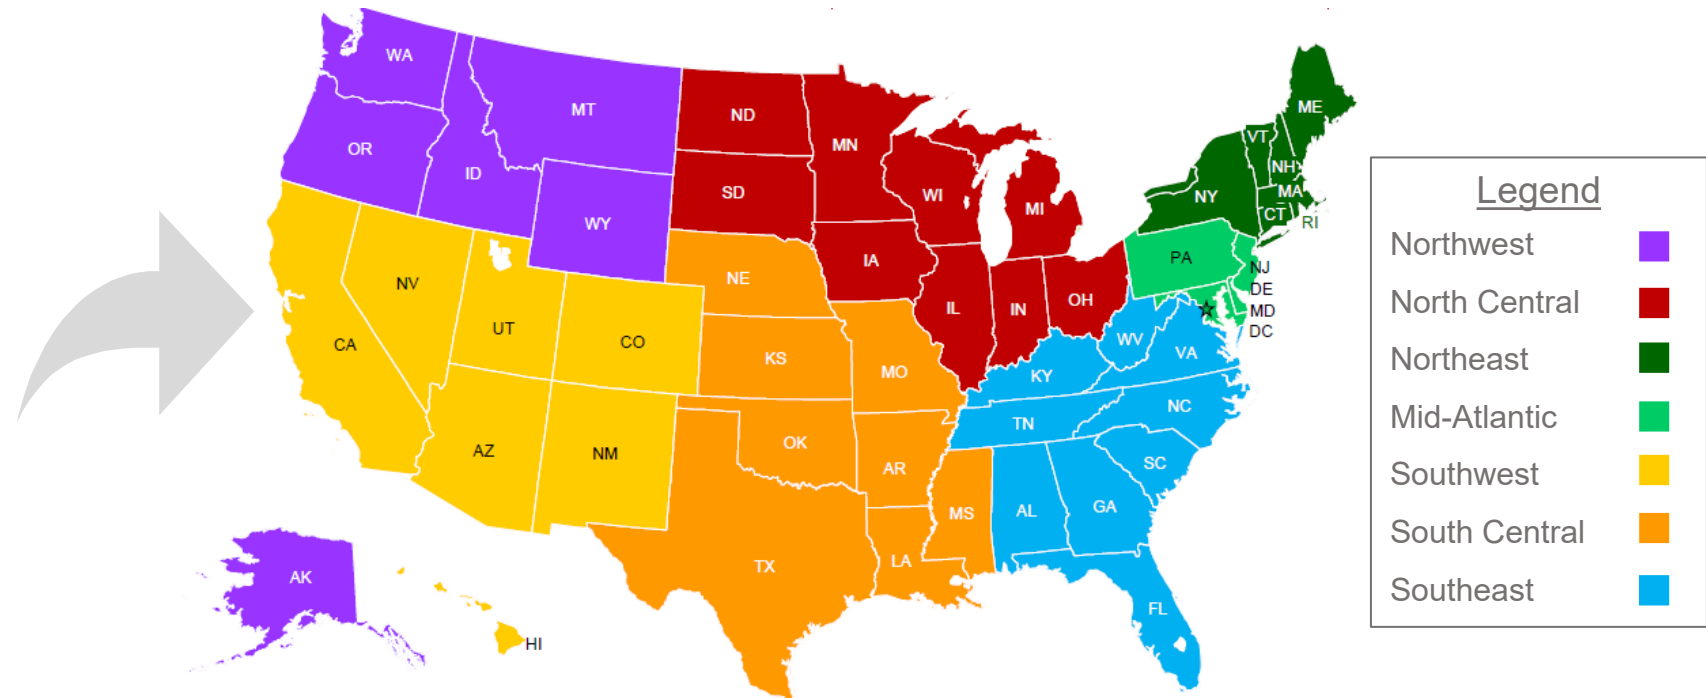 WA
MT
ND
MN
ME
VT
OR
ID
SD
WI
MI
NH
MA
NY
CT
RI
WY
IA
PA
NJ
DE
MD
DC
NV
UT
CO
NE
IL
IN
OH
WV
VA
CA
KS
MO
KY
NC
AZ
NM
OK
AR
TN
SC
TX
LA
MS
AL
GA
FL
AK
HI
Legend
Northwest
North Central
Northeast
Mid-Atlantic
Southwest
South Central
Southeast